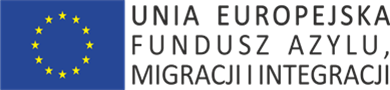 UNIA EUROPEJSKA
FUNDUSZ AZYLU,
MIGRACJI I INTEGRACJI